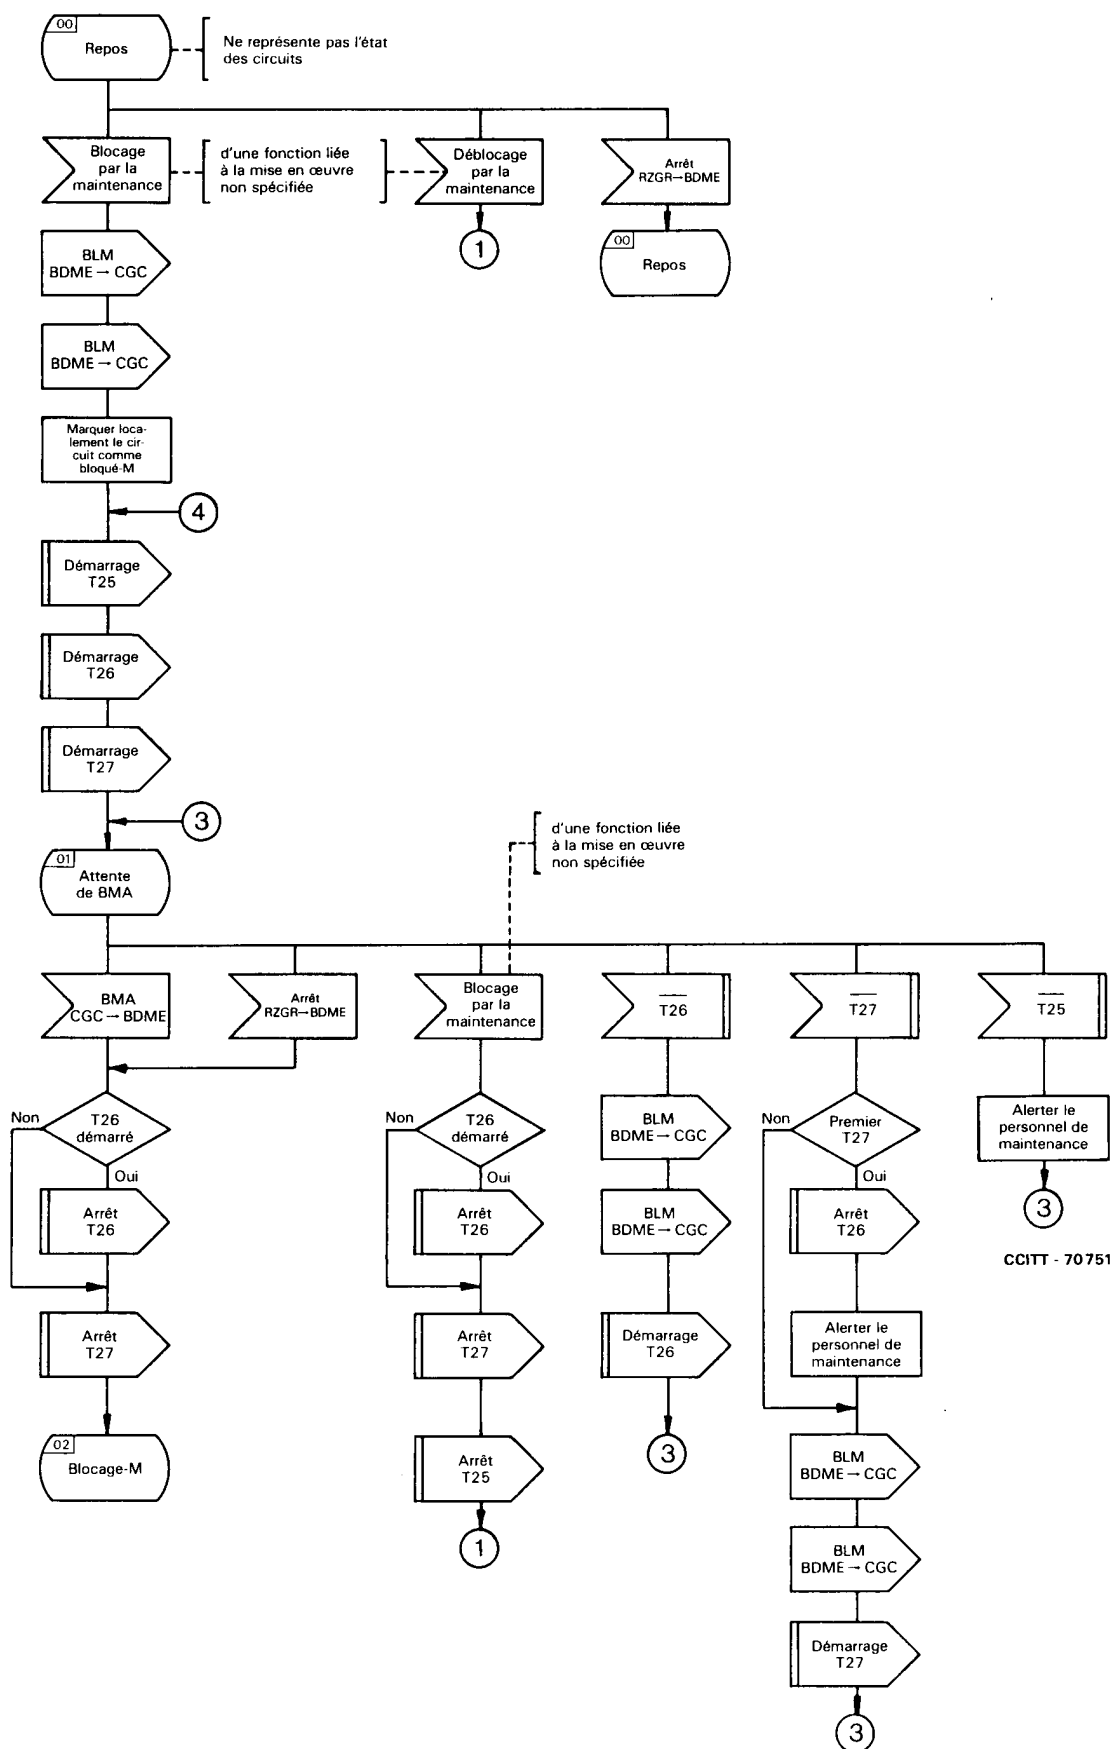 00
Repos
Ne représente pas l'état
des circuits
Blocage
par la
maintenance
d'une fonction liée
à la mise en œuvre
non spécifiée
Déblocage
par la
maintenance
Arrêt
RZGR→BDME
1
00
Repos
BLM
BDME → CGC
BLM
BDME → CGC
Marquer loca-
lement le cir-
cuit comme
bloqué-M
4
Démarrage
T25
Démarrage
T26
Démarrage
T27
3
d'une fonction liée
à la mise en œuvre
non spécifiée
01
Attente
de BMA
BMA
CGC → BDME
Arrêt
RZGR→BDME
Blocage
par la
maintenance
T26
T27
T25
Non
T26
démarré
Oui
Non
T26
démarré
Oui
BLM
BDME → CGC
Non
Premier
T27
Oui
Alerter le
personnel de
maintenance
Arrêt
T26
Arrêt
T26
BLM
BDME → CGC
Arrêt
T26
3
CCITT - 70751
Arrêt
T27
Arrêt
T27
Démarrage
T26
Alerter le
personnel de
maintenance
02
Blocage-M
Arrêt
T25
3
BLM
BDME → CGC
1
BLM
BDME → CGC
Démarrage
T27
3